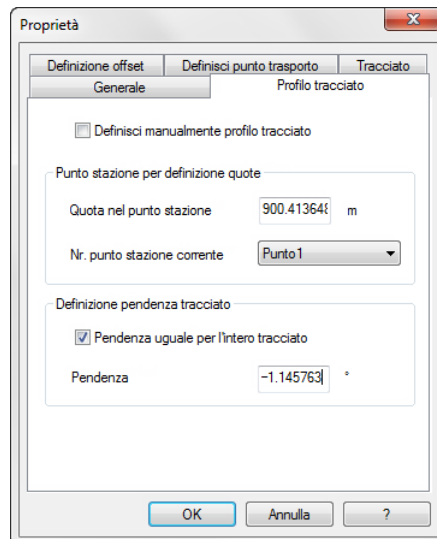 Proprietà
Definizione offset Definisci punto trasporto Tracciato
Generale Profilo tracciato
Definisci manualmente profilo tracciato
Punto stazione per definizione quote
Quota nel punto stazione 900.413648 m
Nr. punto stazione corrente Punto1
Definizione pendenza tracciato
Pendenza uguale per l'intero tracciato
Pendenza -1.145763 °
OK Annulla ?